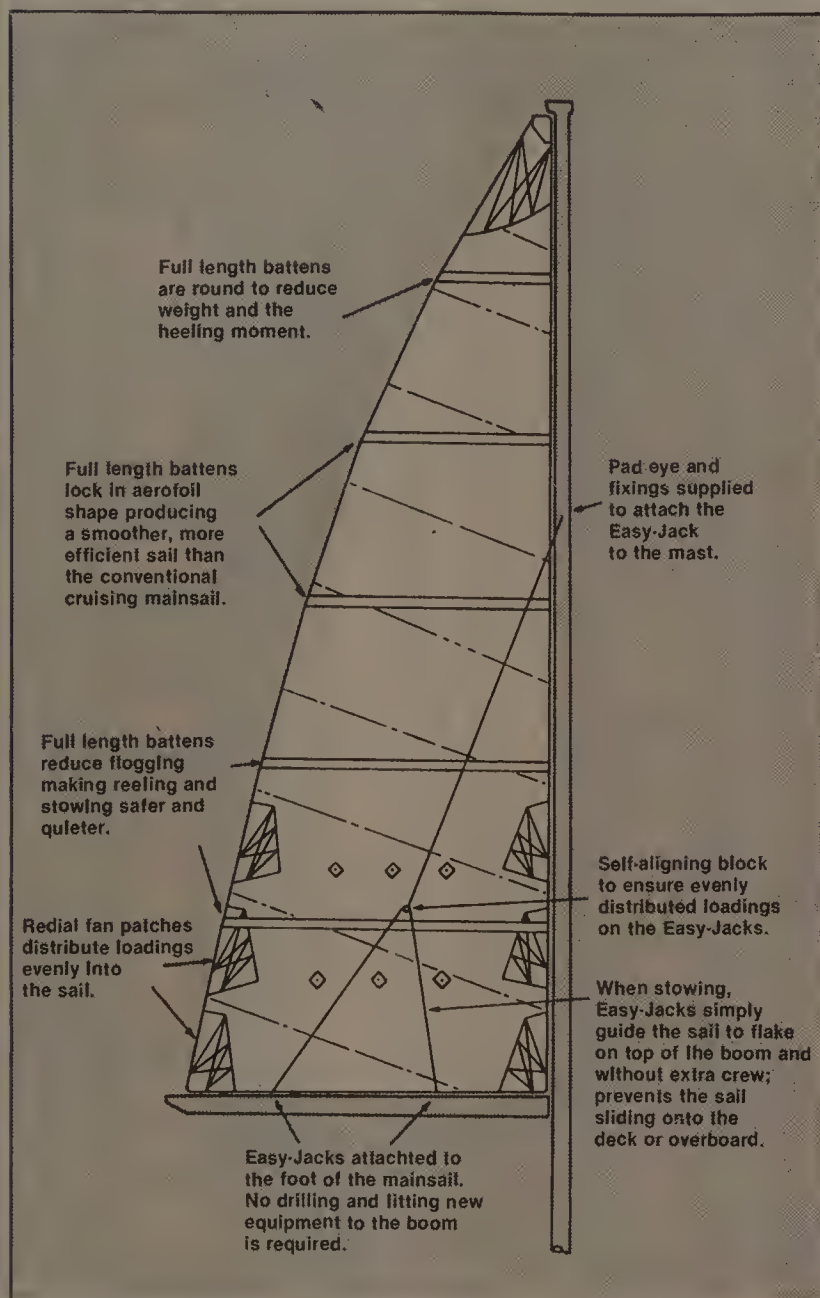 Full length battens
are round to reduce
weight and the
heeling moment.
Full length battens
lock in aerofoil
shape producing
a smoother, more
efficient sail than
the conventional
cruising mainsail.
Pad eye and
fixings supplied
to attach the
Easy-Jack
to the mast.
Full length battens
reduce flogging
making reeling and
stowing safer and
quieter.
Self-aligning block
to ensure evenly
distributed loadings
on the Easy-Jacks.
Redial fan patches
distribute loadings
evenly into
the sail.
When stowing,
Easy-Jacks simply
guide the sail to flake
on top of the boom and
without extra crew;
prevents the sail
sliding onto the
deck or overboard.
Easy-Jacks attachted to
the foot of the mainsail.
No drilling and litting new
equipment to the boom
is required.